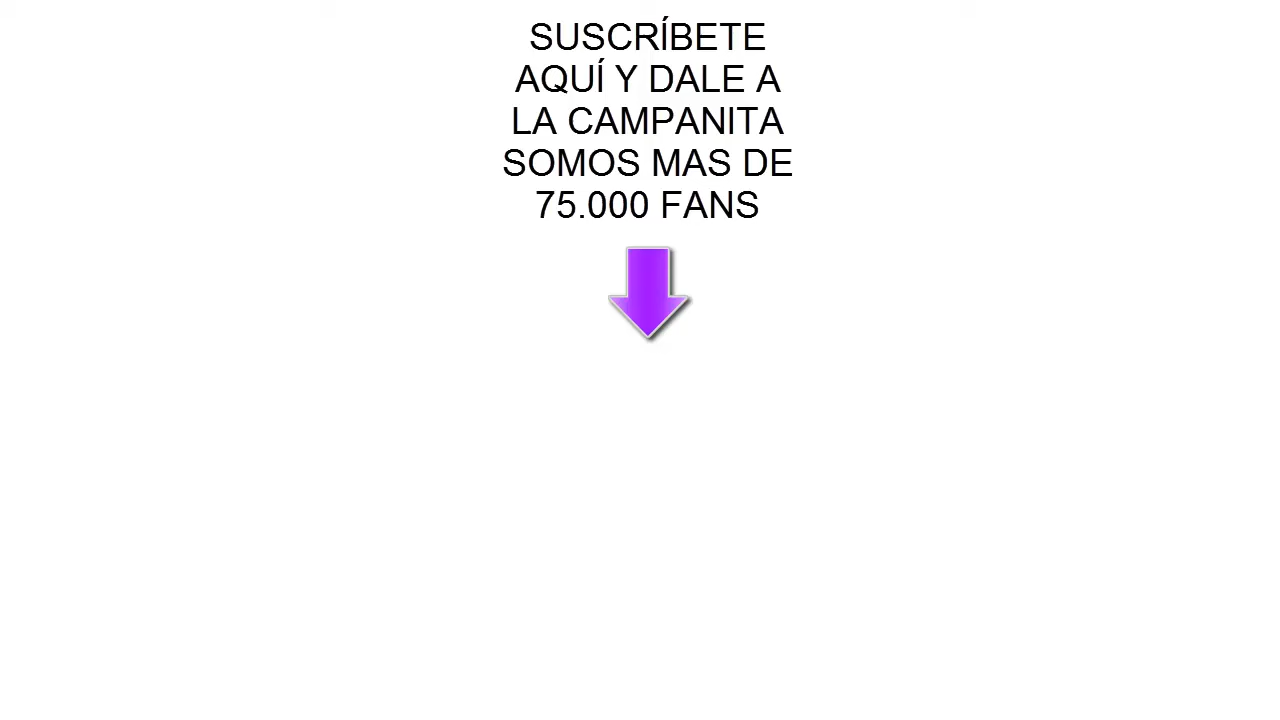 SUSCRÍBETE
AQUÍ Y DALE A
LA CAMPANITA
SOMOS MAS DE
75.000 FANS